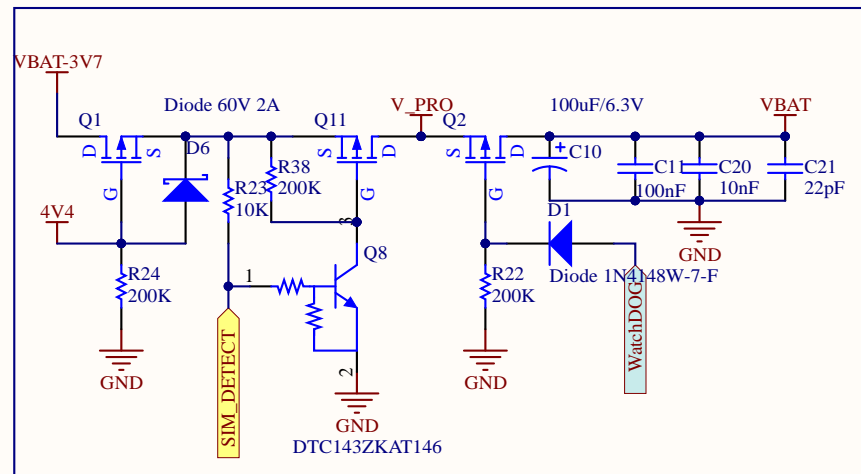 VBAT-3V7
Q1
Diode 60V 2A
Q11
V_PRO
Q2
100uF/6.3V
VBAT
D
S
D6
G
R38
200K
S
D
G
S
D
G
C10
C11
100nF
C20
10nF
C21
22pF
R23
10K
4V4
3
Q8
D1
GND
R24
200K
1
R22
200K
Diode 1N4148W-7-F
GND
SIM_DETECT
2
GND
GND
WatchDOG
DTC143ZKAT146